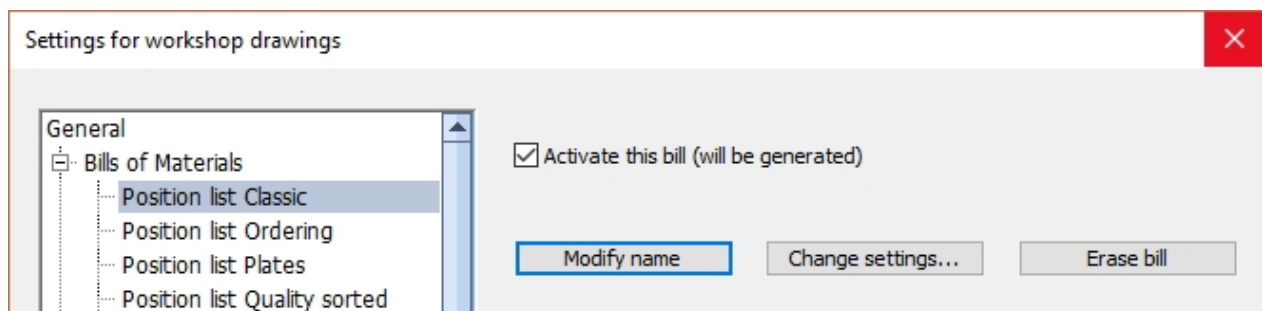 Settings for workshop drawings
General
Bills of Materials
Position list Classic
Position list Ordering
Position list Plates
Position list Quality sorted
Activate this bill (will be generated)
Modify name
Change settings...
Erase bill